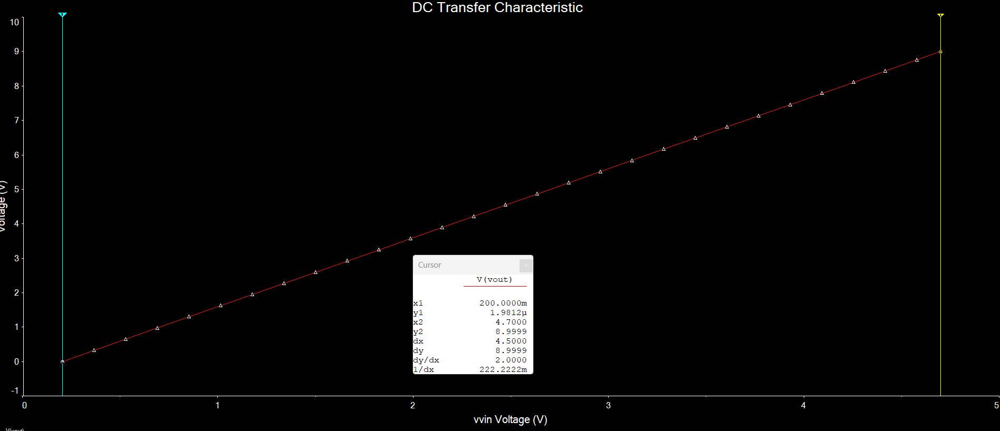 DC Transfer Characteristic
10
9
8
7
6
5
4
3
2
1
0
-1
Voltage (V)
0 1 2 3 4 5
vvin Voltage (V)
Cursor
V(vout)
x1 200.0000m
y1 1.9812µ
x2 4.7000
y2 8.9999
dx 4.5000
dy 8.9999
dy/dx 2.0000
1/dx 222.2222m
V(vout)